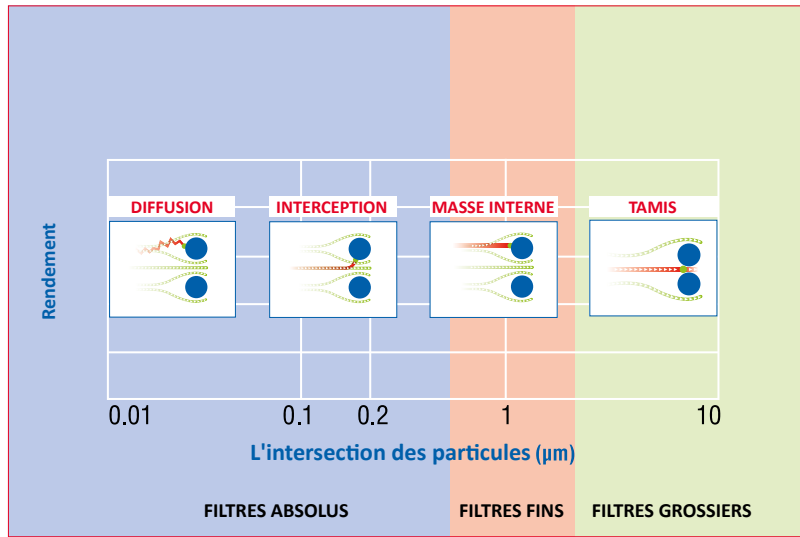 DIFFUSION INTERCEPTION MASSE INTERNE TAMIS
Rendement
0.01 0.1 0.2 1 10
L'intersection des particules (µm)
FILTRES ABSOLUS FILTRES FINS FILTRES GROSSIERS